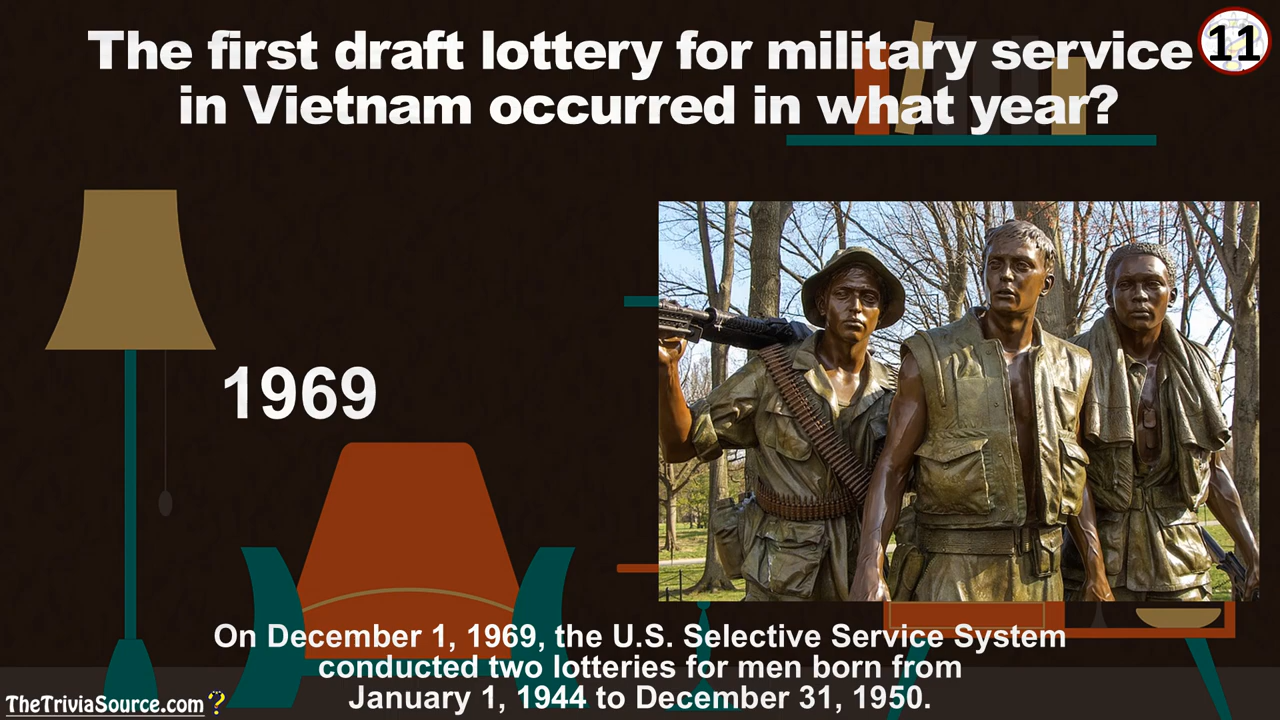 The first draft lottery for military service
in Vietnam occurred in what year?
11
1969
On December 1, 1969, the U.S. Selective Service System
conducted two lotteries for men born from
January 1, 1944 to December 31, 1950.
TheTriviaSource.com?